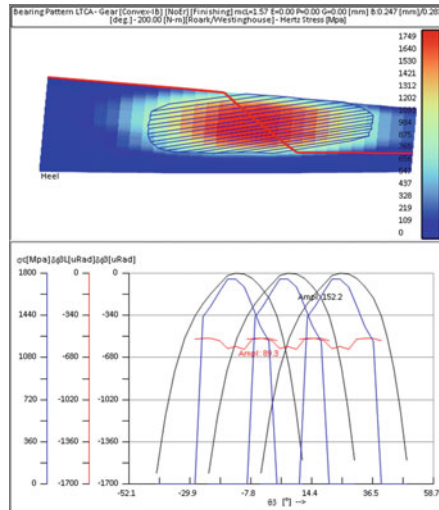 Bearing Pattern LTCA - Gear [Convex-IB] [NoEr] [Finishing] mcL=1.57 E=0.00 P=0.00 G=0.00 [mm] B:0.247 [mm]/0.28
[deg.] - 200.00 [N-m][Roark/Westinghouse] - Hertz Stress [Mpa]
1749
1640
1530
1421
1312
1202
984
875
547
437
328
219
109
0
Heel
σc[Mpa]
Δφ3L[uRad]
Δφ3[uRad]
1800 0 0
1440 -340 -340
1080 -680 -680
720 -1020 -1020
360 -1360 -1360
0 -1700 -1700
Ampl: 152.2
Ampl: 89.3
-52.1 -29.9 -7.8 14.4 36.5 58.7
θ3 [°] -->